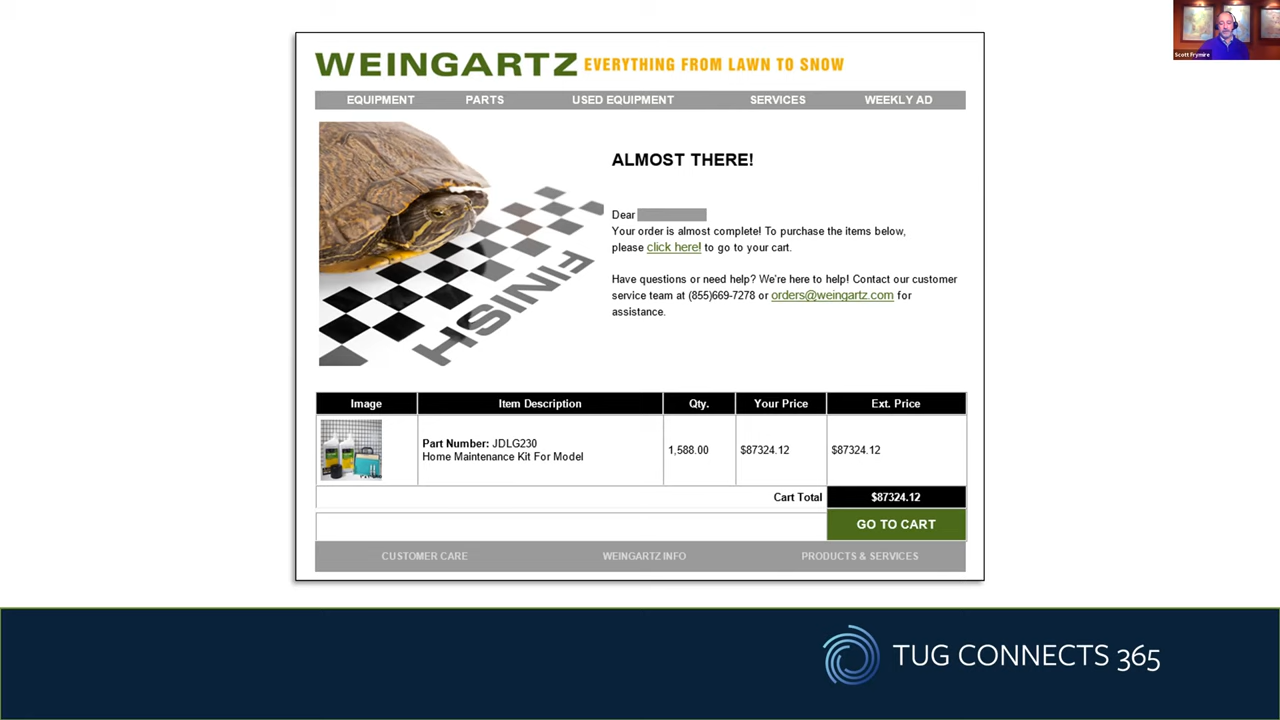 Scott Frymire
WEINGARTZ EVERYTHING FROM LAWN TO SNOW
EQUIPMENT PARTS USED EQUIPMENT SERVICES WEEKLY AD
FINISH
ALMOST THERE!
Dear
Your order is almost complete! To purchase the items below,
please click here! to go to your cart.
Have questions or need help? We're here to help! Contact our customer
service team at (855)669-7278 or orders@weingartz.com for
assistance.
Image Item Description Qty. Your Price Ext. Price
Part Number: JDLG230
Home Maintenance Kit For Model
1,588.00 $87324.12 $87324.12
Cart Total $87324.12
GO TO CART
CUSTOMER CARE WEINGARTZ INFO PRODUCTS & SERVICES
TUG CONNECTS 365